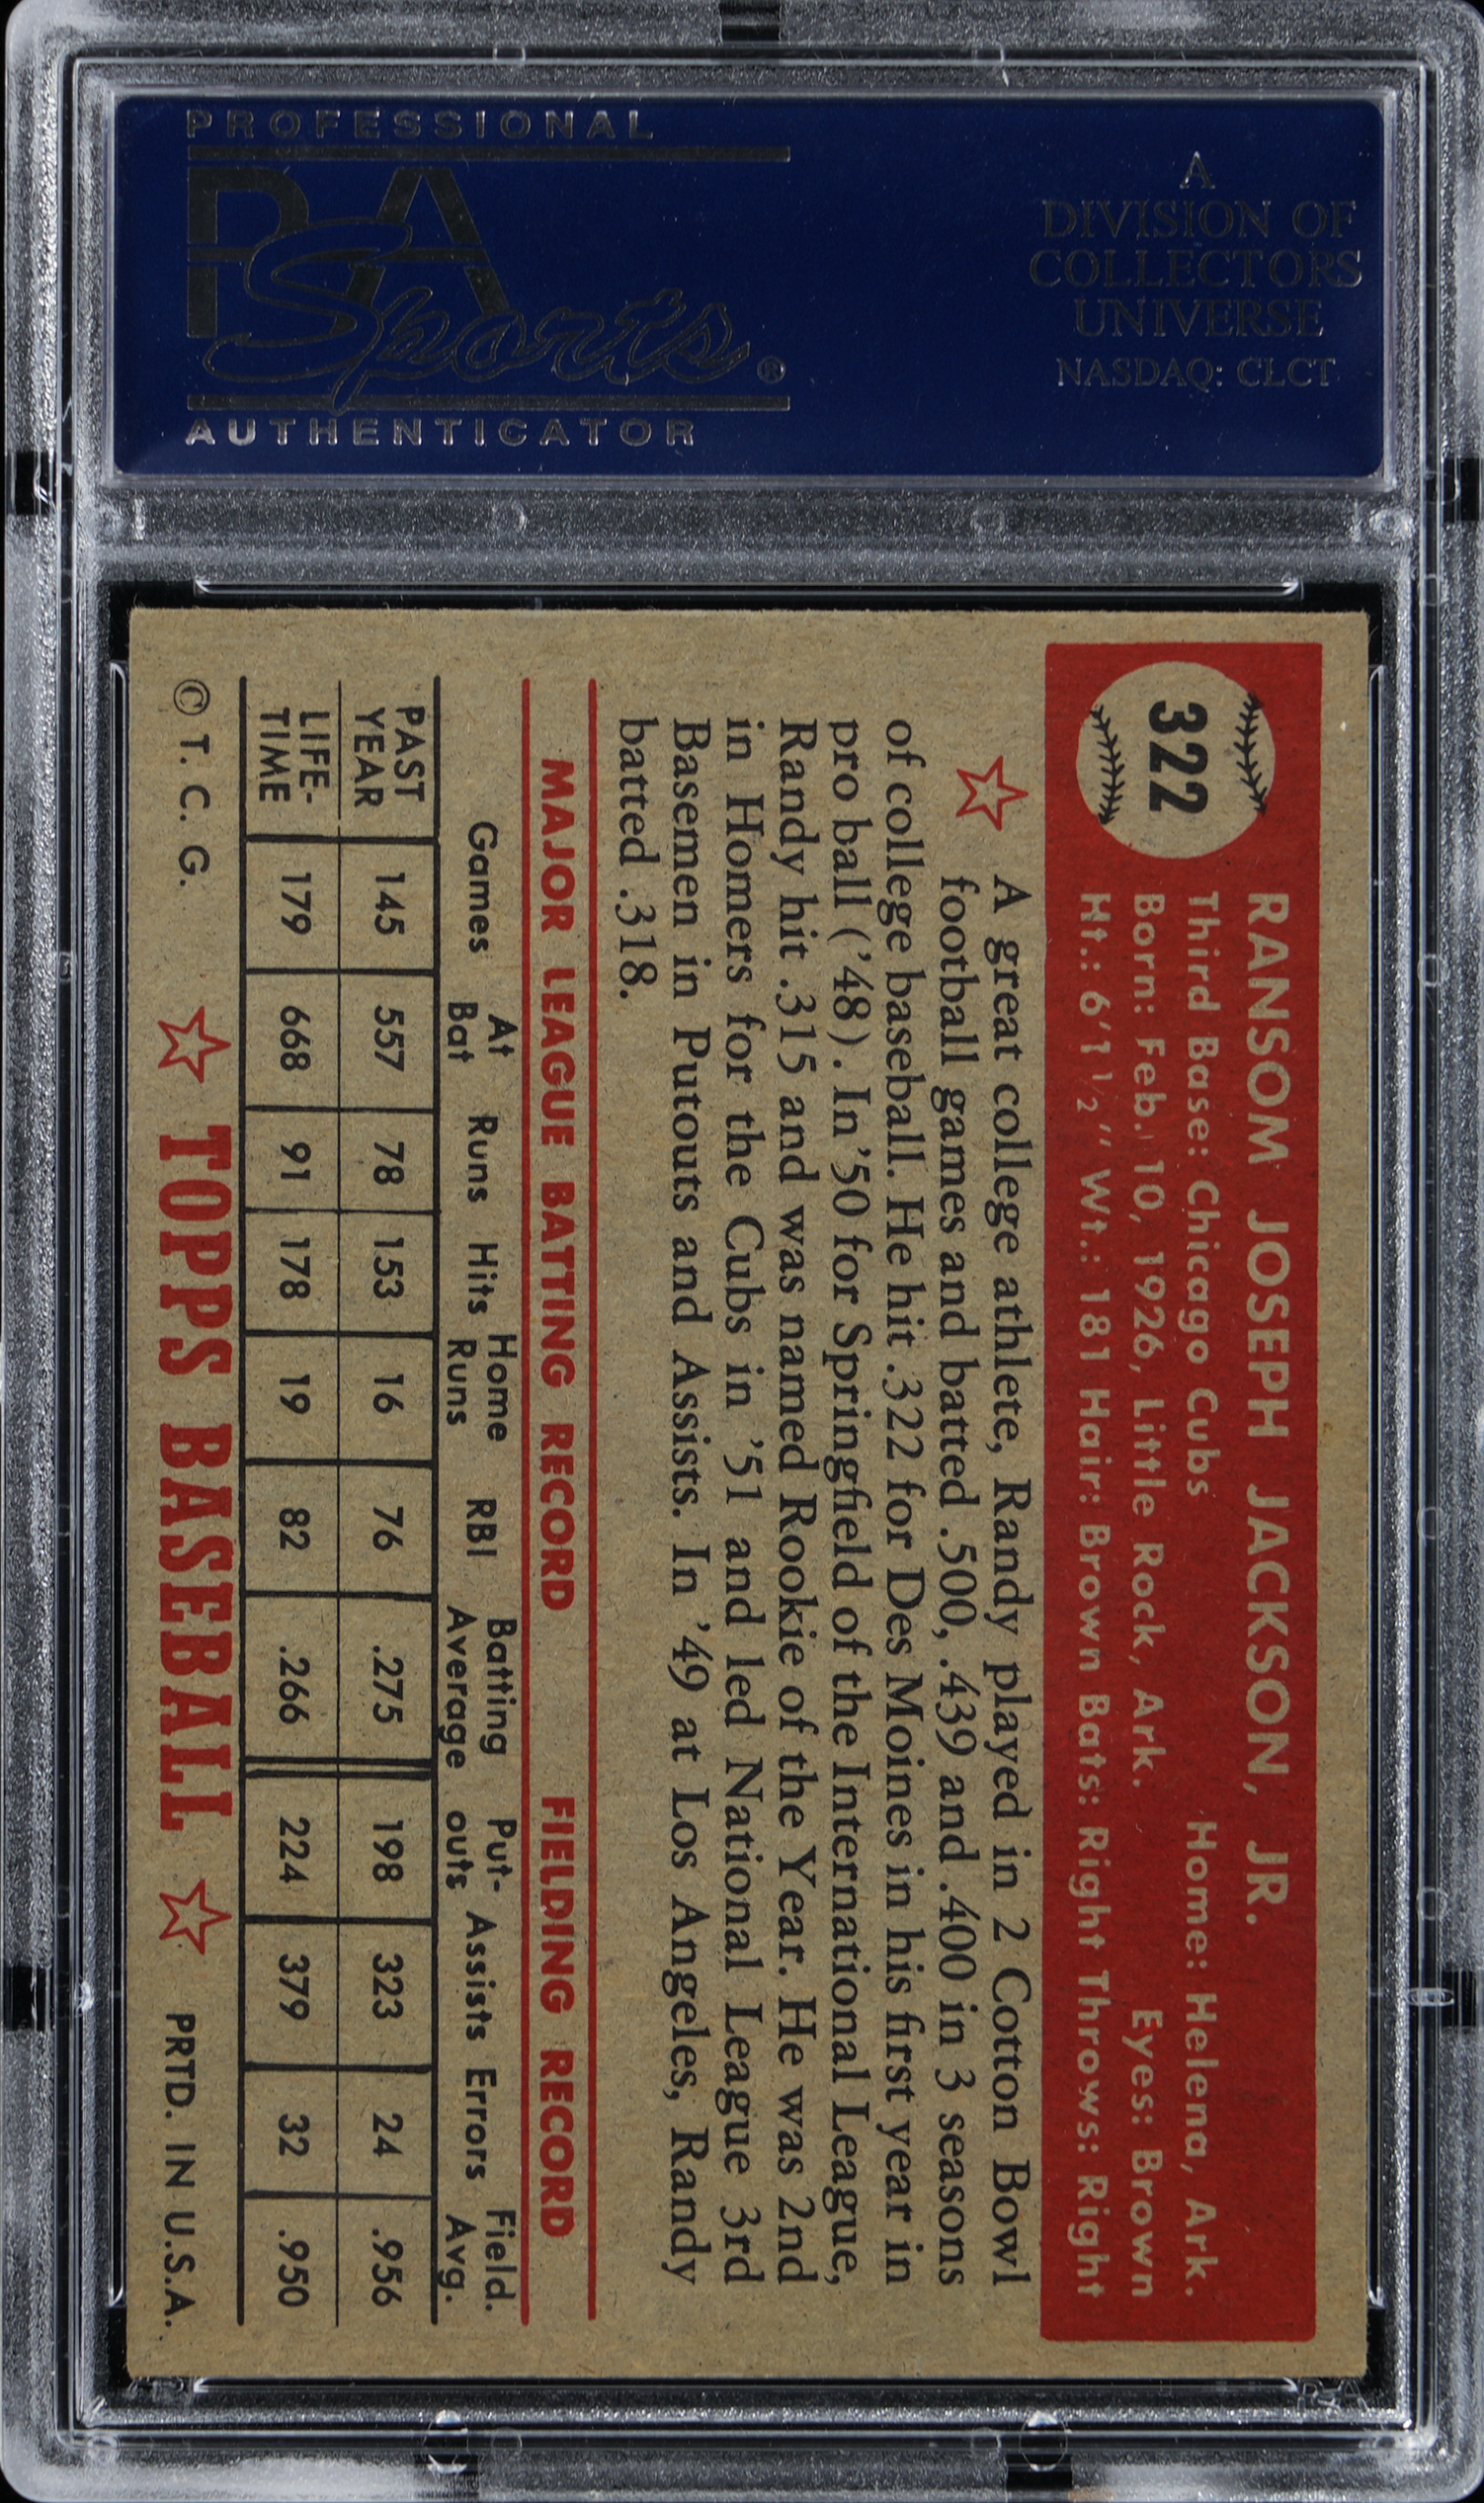 PROFESSIONAL
PSA
Sports®
AUTHENTICATOR
A
DIVISION OF
COLLECTORS
UNIVERSE
NASDAQ: CLCT
322
RANSOM JOSEPH JACKSON, JR.
Third Base: Chicago Cubs Home: Helena, Ark.
Born: Feb. 10, 1926, Little Rock, Ark. Eyes: Brown
Ht.: 6'1½" Wt.: 181 Hair: Brown Bats: Right Throws: Right
A great college athlete, Randy played in 2 Cotton Bowl
football games and batted .500, .439 and .400 in 3 seasons
of college baseball. He hit .322 for Des Moines in his first year in
pro ball ('48). In '50 for Springfield of the International League,
Randy hit .315 and was named Rookie of the Year. He was 2nd
in Homers for the Cubs in '51 and led National League 3rd
Basemen in Putouts and Assists. In '49 at Los Angeles, Randy
batted .318.
MAJOR LEAGUE BATTING RECORD FIELDING RECORD
Games At Bat Runs Hits Home Runs RBI Batting Average Put-outs Assists Errors Field. Avg.
PAST YEAR 145 557 78 153 16 76 .275 198 323 24 .956
LIFE-TIME 179 668 91 178 19 82 .266 224 379 32 .950
© T. C. G. TOPPS BASEBALL PRTD. IN U.S.A.